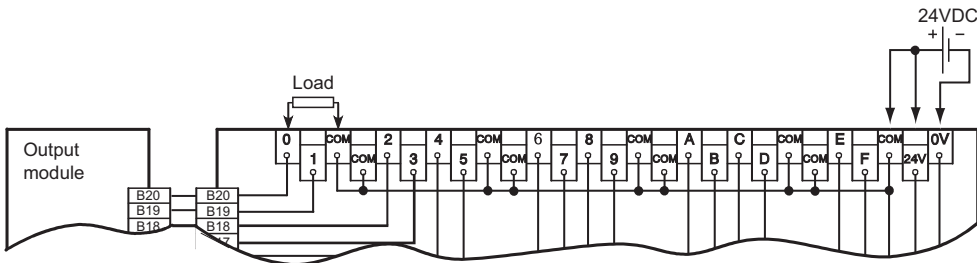 24VDC
+ −
Load
Output
module
0 COM 2 4 COM 6 8 COM A C COM E COM 0V
1 COM 3 5 COM 7 9 COM B D COM F 24V
B20 B20
B19 B19
B18 B18